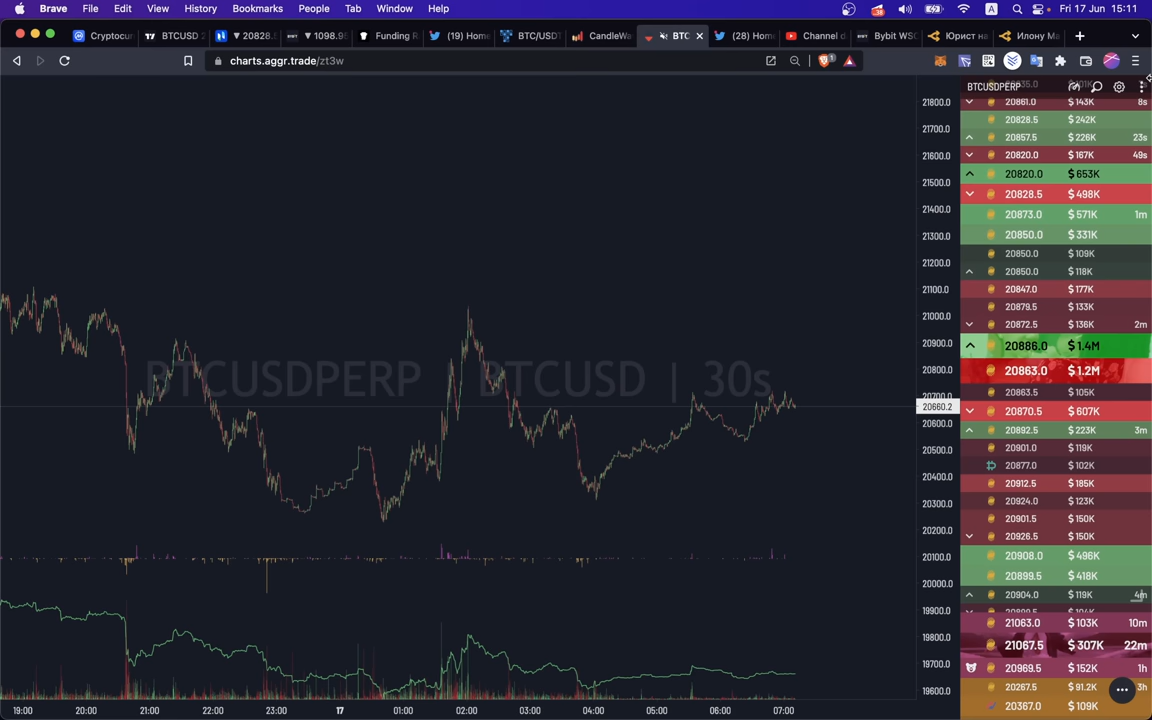 Brave File Edit View History Bookmarks People Tab Window Help .38 A Fri 17 Jun 15:11
Cryptocur BTCUSD 2 ▼ 20828. ▼ 1098.9 Funding R (19) Hom BTC/USDT CandleWa BTC (28) Hom Channel d Bybit WSO Юрист на Илону Ма
charts.aggr.trade/zt3w 1
BTCUSDPERP
20861.0 $143K 8s
20828.5 $242K
20857.5 $226K 23s
20820.0 $167K 49s
20820.0 $653K
20828.5 $498K
20873.0 $571K 1m
20850.0 $331K
20850.0 $109K
20850.0 $118K
20847.0 $177K
20879.5 $133K
20872.5 $136K 2m
20886.0 $1.4M
20863.0 $1.2M
20863.5 $105K
20870.5 $607K
20892.5 $223K 3m
20901.0 $119K
20877.0 $102K
20912.5 $185K
20924.0 $123K
20901.5 $150K
20926.5 $150K
20908.0 $496K
20899.5 $418K
20904.0 $119K 4m
21063.0 $103K 10m
21067.5 $307K 22m
20969.5 $152K 1h
20267.5 $91.2K 3h
20367.0 $109K
21800.0
21700.0
21600.0
21500.0
21400.0
21300.0
21200.0
21100.0
21000.0
20900.0
20800.0
20700.0
20660.2
20600.0
20500.0
20400.0
20300.0
20200.0
20100.0
20000.0
19900.0
19800.0
19700.0
19600.0
BTCUSDPERP BTCUSD | 30s
19:00 20:00 21:00 22:00 23:00 17 01:00 02:00 03:00 04:00 05:00 06:00 07:00